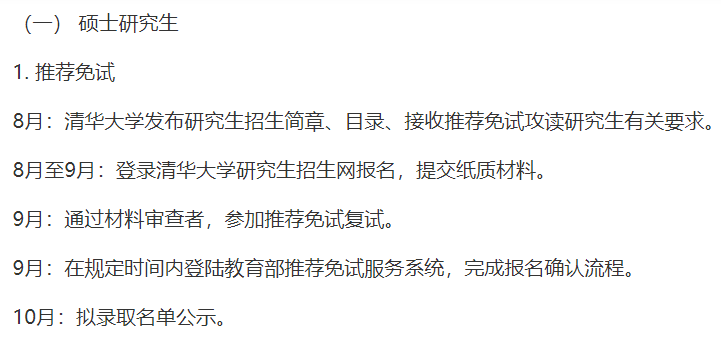 （一） 硕士研究生
1. 推荐免试
8月：清华大学发布研究生招生简章、目录、接收推荐免试攻读研究生有关要求。
8月至9月：登录清华大学研究生招生网报名，提交纸质材料。
9月：通过材料审查者，参加推荐免试复试。
9月：在规定时间内登陆教育部推荐免试服务系统，完成报名确认流程。
10月：拟录取名单公示。